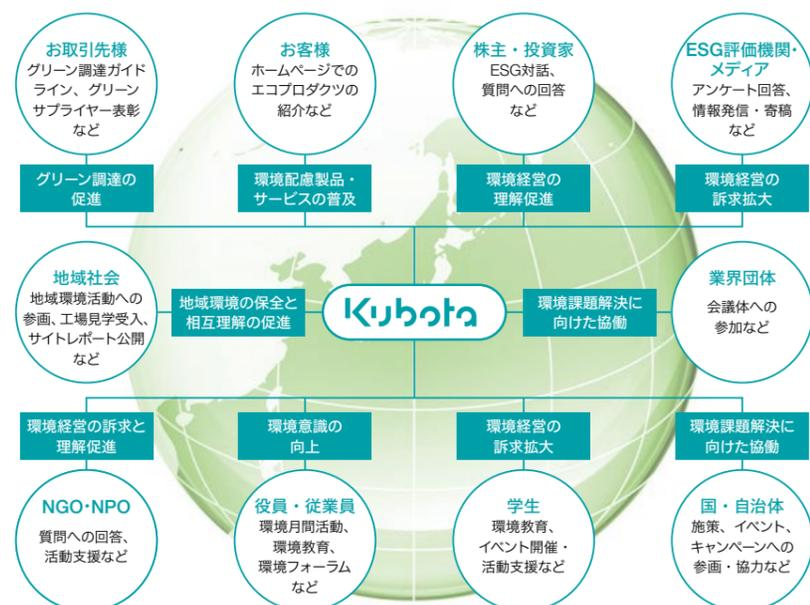 お取引先様
グリーン調達ガイド
ライン、グリーン
サプライヤー表彰
など
お客様
ホームページでの
エコプロダクツの
紹介など
株主・投資家
ESG対話、
質問への回答
など
ESG評価機関・
メディア
アンケート回答、
情報発信・寄稿
など
グリーン調達の
促進
環境配慮製品・
サービスの普及
環境経営の
理解促進
環境経営の
訴求拡大
地域社会
地域環境活動への
参画、工場見学受入、
サイトレポート公開
など
地域環境の保全と
相互理解の促進
Kubota
環境課題解決に
向けた協働
業界団体
会議体への
参加など
環境経営の訴求と
理解促進
環境意識の
向上
環境経営の
訴求拡大
環境課題解決に
向けた協働
NGO・NPO
質問への回答、
活動支援など
役員・従業員
環境月間活動、
環境教育、
環境フォーラム
など
学生
環境教育、
イベント開催・
活動支援など
国・自治体
施策、イベント、
キャンペーンへの
参画・協力など